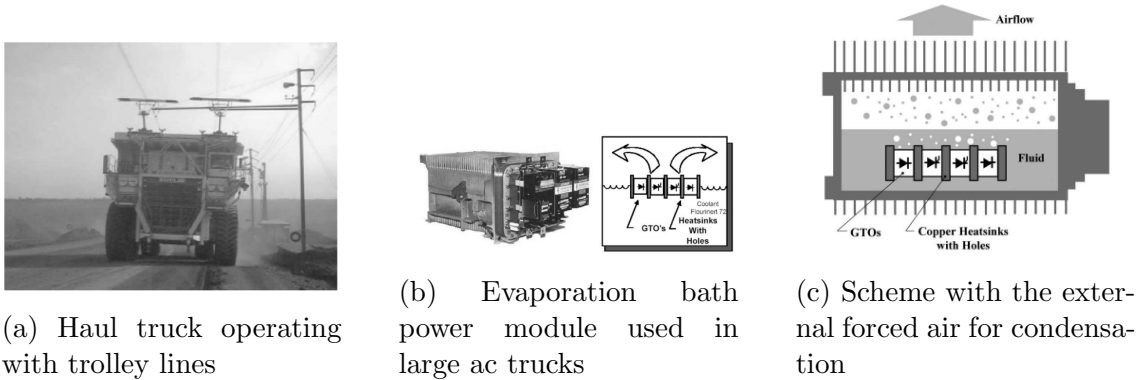 Airflow
Fluid
GTOs
Copper Heatsinks
with Holes
Coolant
Flourinert 72
GTO's
Heatsinks
With
Holes
(a) Haul truck operating
with trolley lines
(b) Evaporation bath
power module used in
large ac trucks
(c) Scheme with the exter-
nal forced air for condensa-
tion